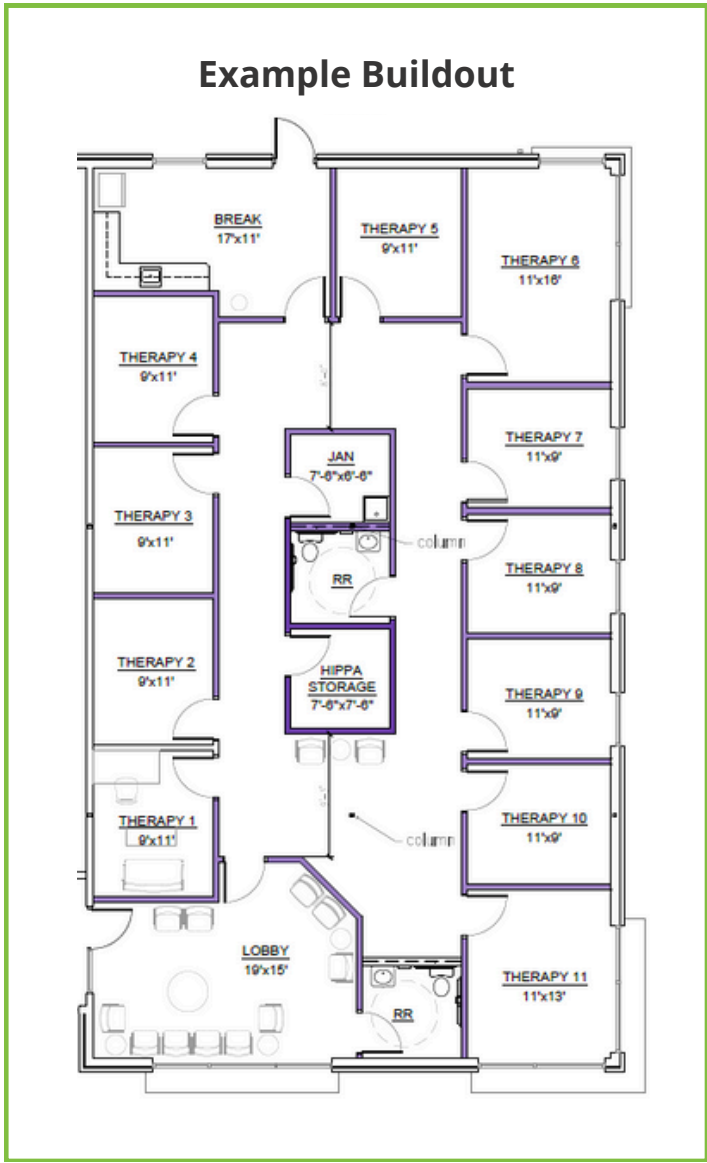 Example Buildout
BREAK
17'x11'
THERAPY 5
9'x11'
THERAPY 6
11'x16'
THERAPY 4
9'x11'
THERAPY 7
11'x9'
JAN
7'-6"x6'-6"
THERAPY 3
9'x11'
column
THERAPY 8
11'x9'
RR
THERAPY 2
9'x11'
HIPPA
STORAGE
7'-6"x7'-6"
THERAPY 9
11'x9'
THERAPY 1
9'x11'
THERAPY 10
11'x9'
column
LOBBY
19'x15'
THERAPY 11
11'x13'
RR